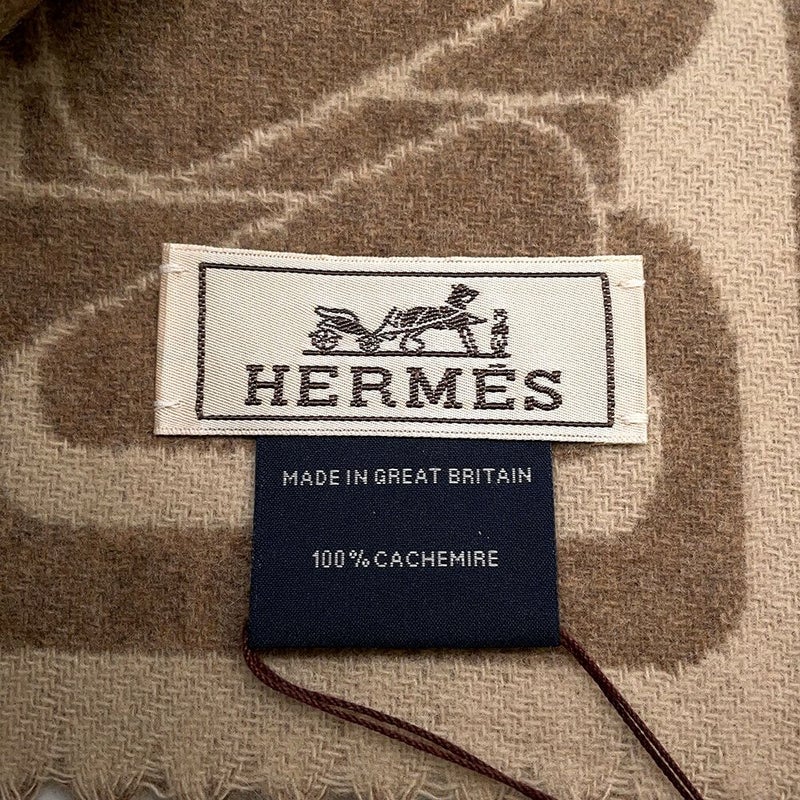 HERMÈS
MADE IN GREAT BRITAIN
100% CACHEMIRE